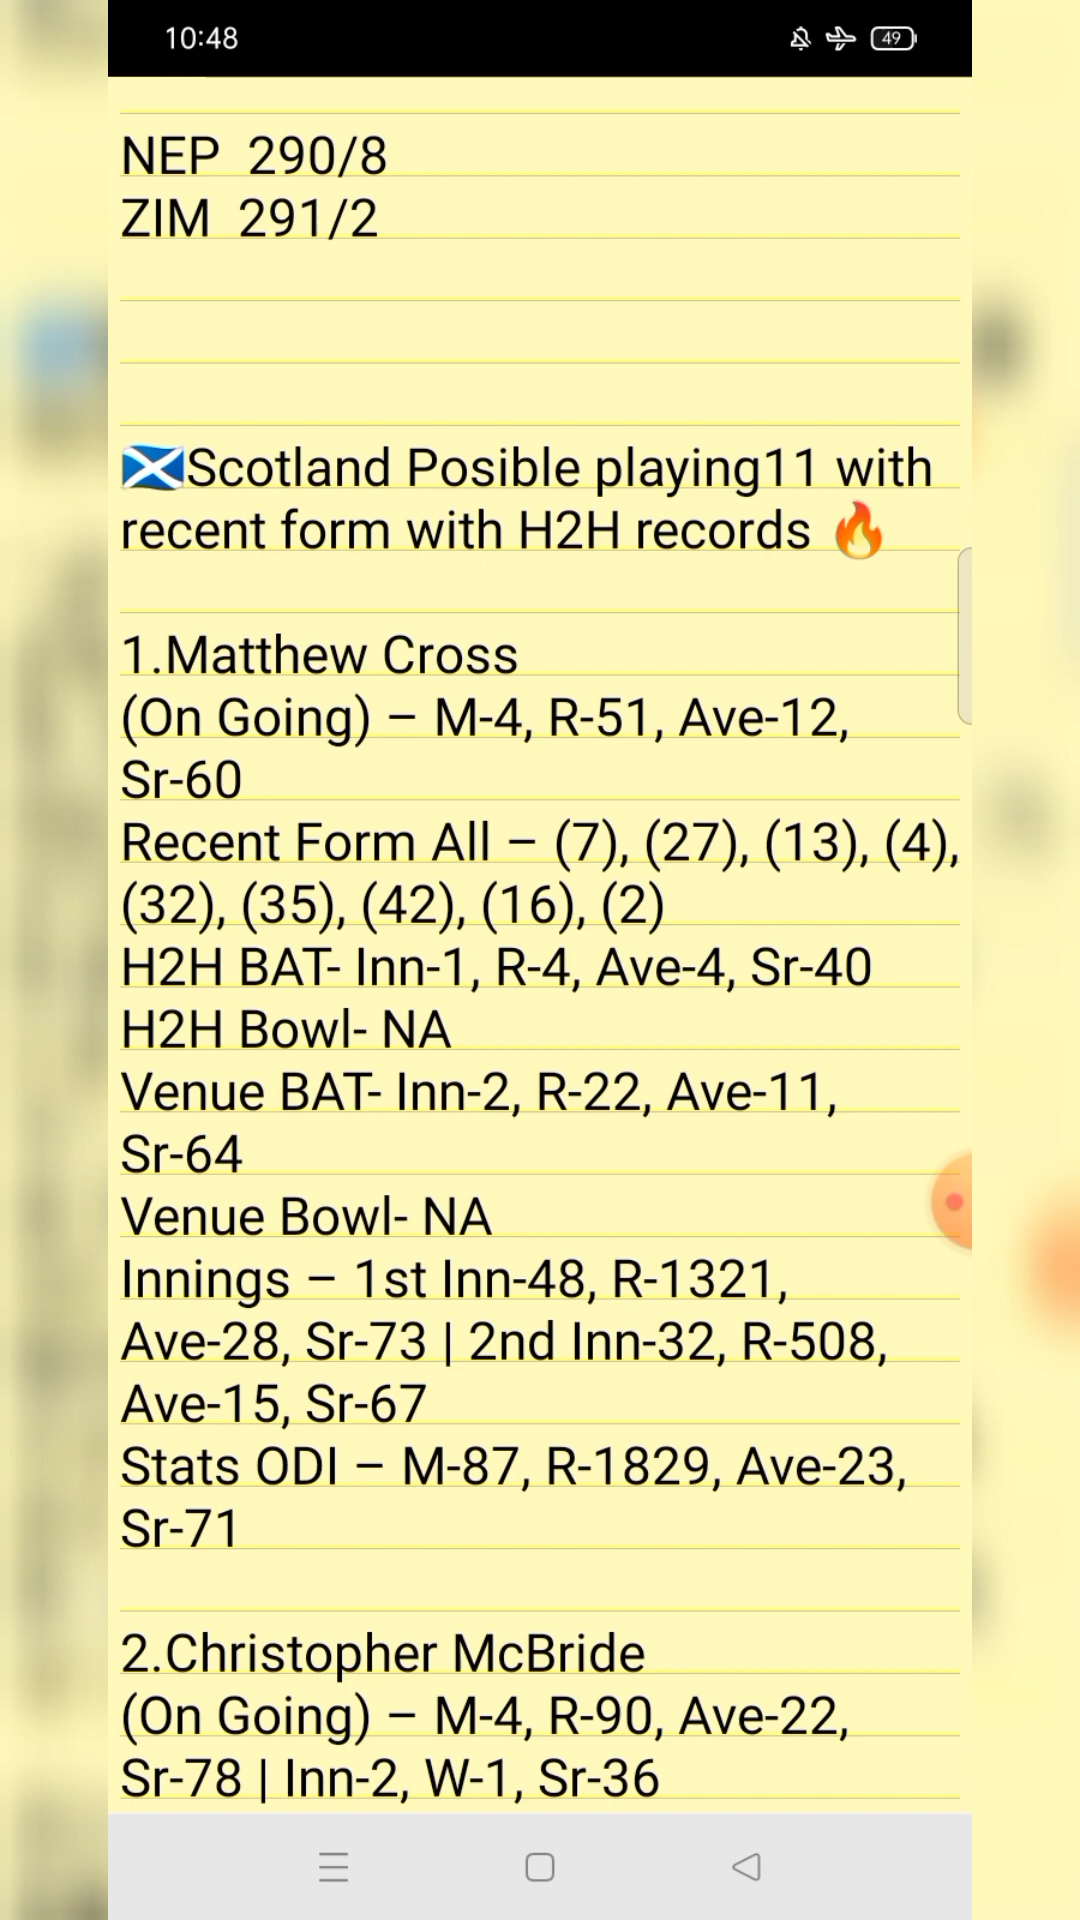 10:48
49
NEP 290/8
ZIM 291/2
🏴󠁧󠁢󠁳󠁣󠁴󠁿Scotland Posible playing11 with
recent form with H2H records 🔥
1.Matthew Cross
(On Going) – M-4, R-51, Ave-12,
Sr-60
Recent Form All – (7), (27), (13), (4),
(32), (35), (42), (16), (2)
H2H BAT- Inn-1, R-4, Ave-4, Sr-40
H2H Bowl- NA
Venue BAT- Inn-2, R-22, Ave-11,
Sr-64
Venue Bowl- NA
Innings – 1st Inn-48, R-1321,
Ave-28, Sr-73 | 2nd Inn-32, R-508,
Ave-15, Sr-67
Stats ODI – M-87, R-1829, Ave-23,
Sr-71
2.Christopher McBride
(On Going) – M-4, R-90, Ave-22,
Sr-78 | Inn-2, W-1, Sr-36